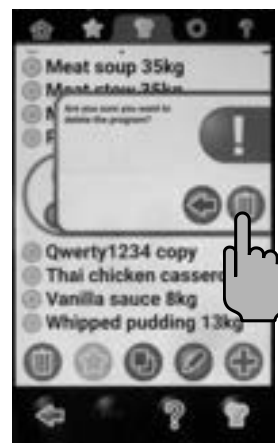 Meat soup 35kg
Meat stew 35kg
Are you sure you want to
delete the program?
!
Qwerty1234 copy
Thai chicken cassero
Vanilla sauce 8kg
Whipped pudding 13kg